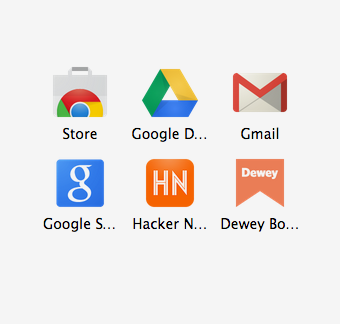 Store
Google D...
Gmail
g
HN
Dewey
Google S...
Hacker N...
Dewey Bo...